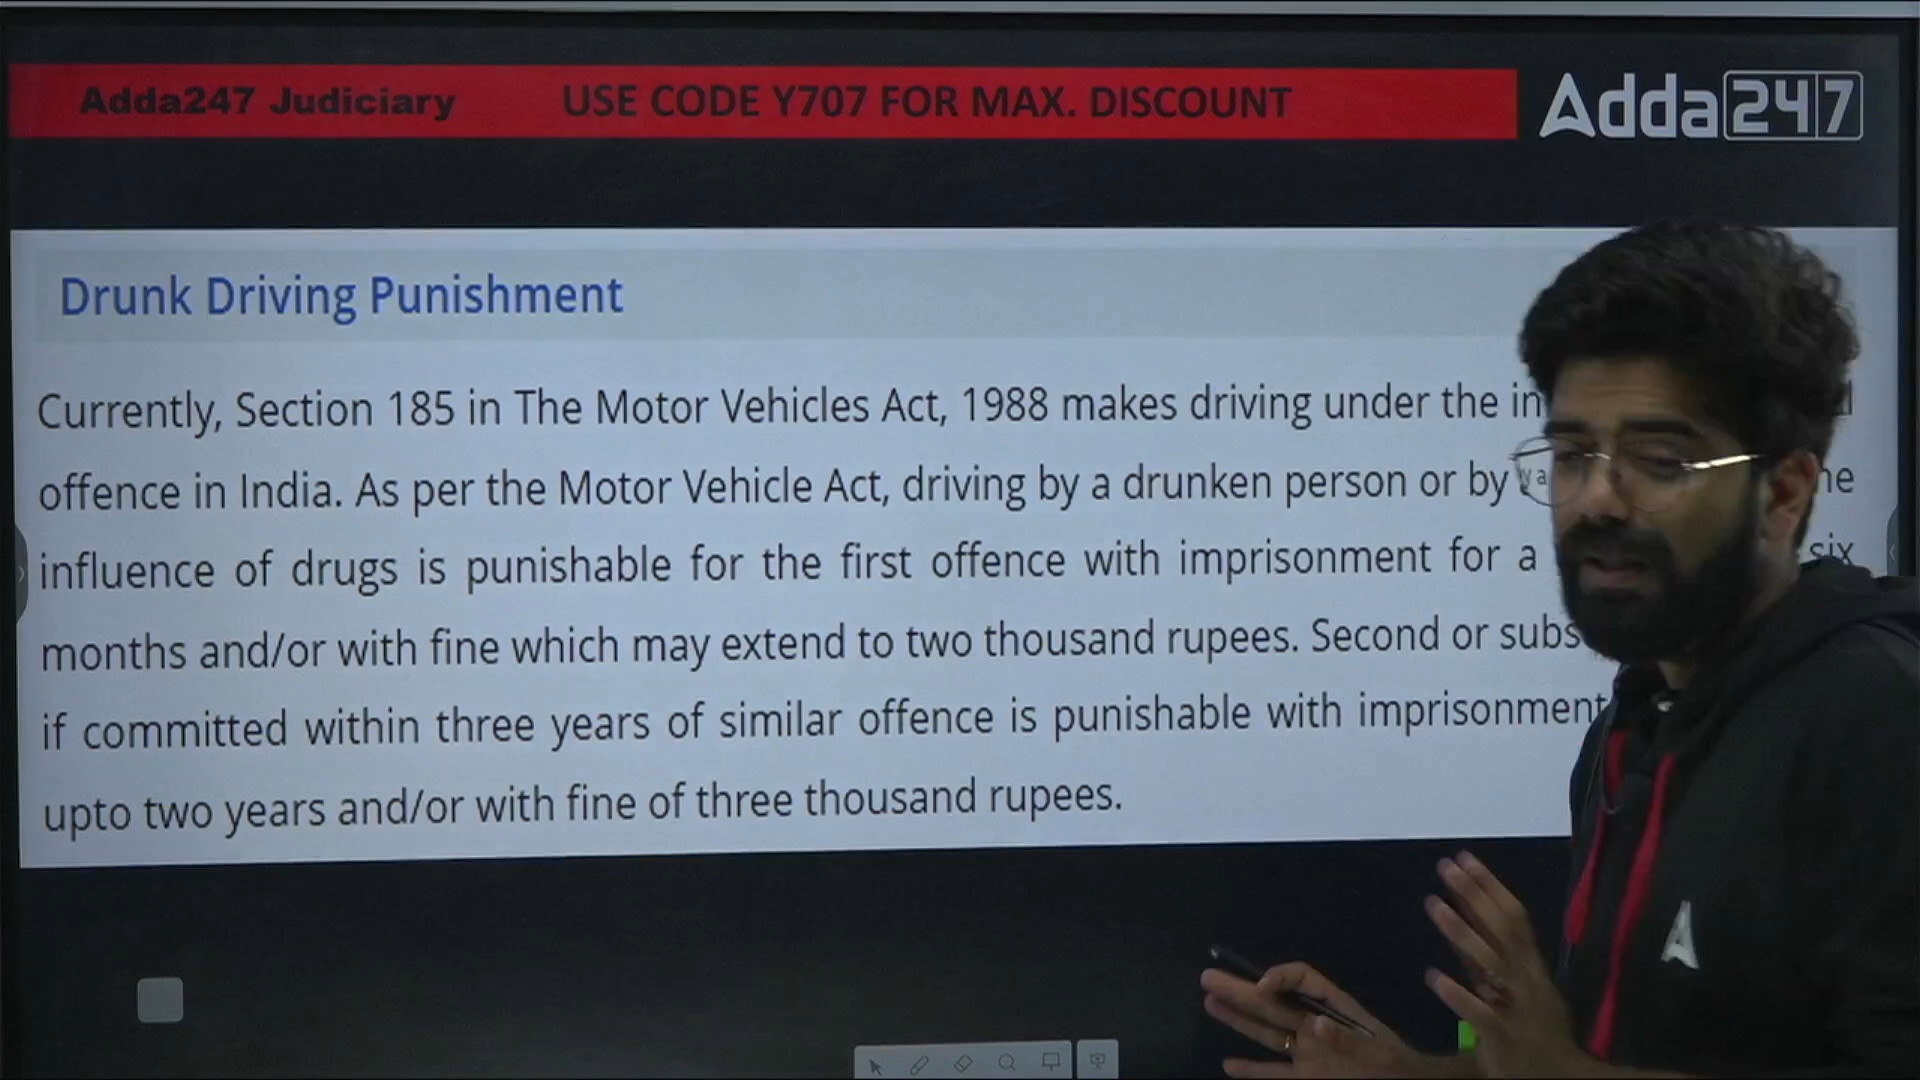 Adda247 Judiciary USE CODE Y707 FOR MAX. DISCOUNT
Adda247
Drunk Driving Punishment
Currently, Section 185 in The Motor Vehicles Act, 1988 makes driving under the
offence in India. As per the Motor Vehicle Act, driving by a drunken person or by
influence of drugs is punishable for the first offence with imprisonment for a six
months and/or with fine which may extend to two thousand rupees. Second or
if committed within three years of similar offence is punishable with imprisonment
upto two years and/or with fine of three thousand rupees.